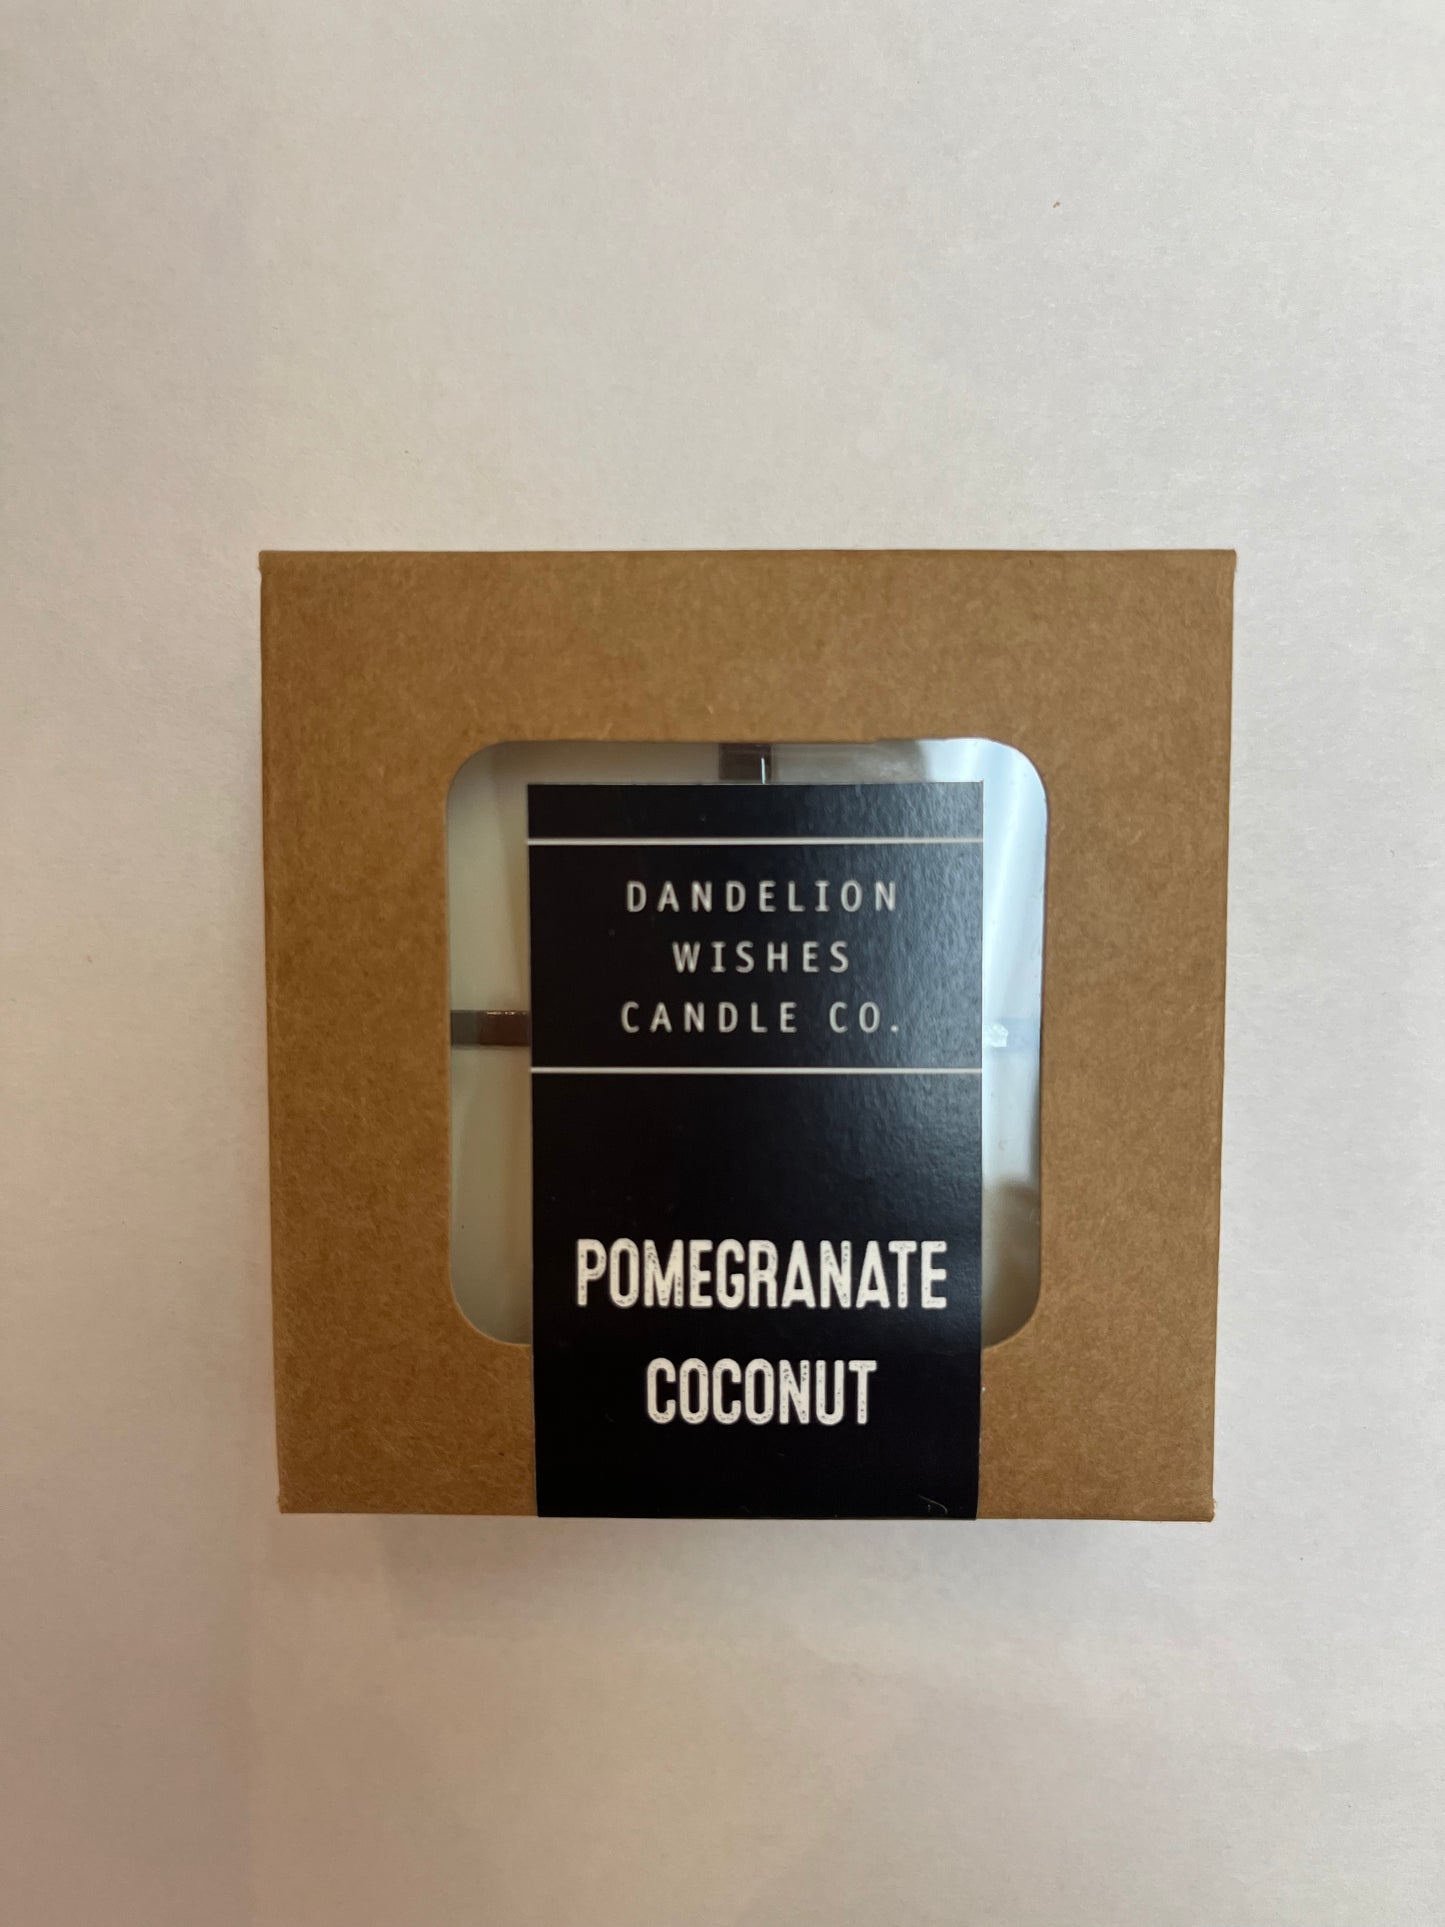 DANDELION
WISHES
CANDLE CO.
POMEGRANATE
COCONUT